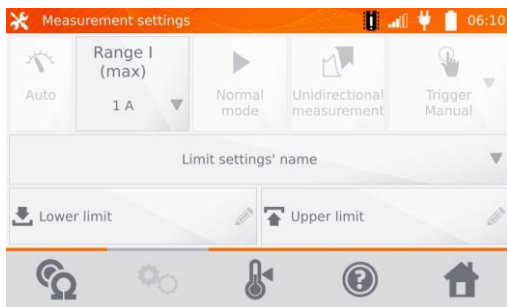 Measurement settings
06:10
Range I
(max)
1 A
Auto
Normal
mode
Unidirectional
measurement
Trigger
Manual
Limit settings' name
Lower limit
Upper limit